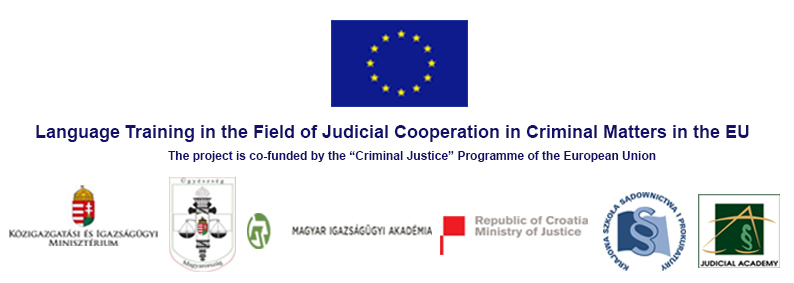 Language Training in the Field of Judicial Cooperation in Criminal Matters in the EU
The project is co-funded by the “Criminal Justice” Programme of the European Union
KÖZIGAZGATÁSI ÉS IGAZSÁGÜGYI
MINISZTÉRIUM
Ügyészség
Magyarország
MAGYAR IGAZSÁGÜGYI AKADÉMIA
Republic of Croatia
Ministry of Justice
KRAJOWA SZKOŁA SĄDOWNICTWA I PROKURATURY
JUDICIAL ACADEMY